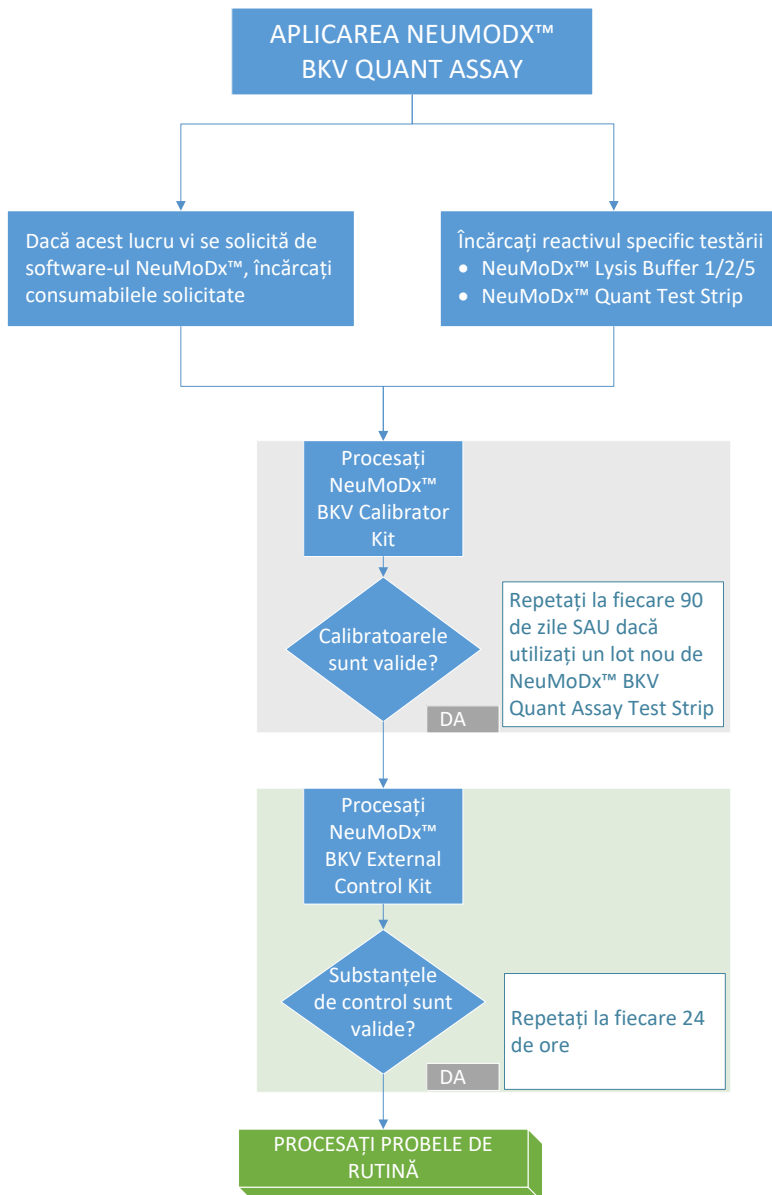 APLICAREA NEUMODX™
BKV QUANT ASSAY
Dacă acest lucru vi se solicită de
software-ul NeuMoDx™, încărcați
consumabilele solicitate
Încărcați reactivul specific testării
• NeuMoDx™ Lysis Buffer 1/2/5
• NeuMoDx™ Quant Test Strip
Procesați
NeuMoDx™
BKV Calibrator
Kit
Calibratoarele
sunt valide?
Repetați la fiecare 90
de zile SAU dacă
utilizați un lot nou de
NeuMoDx™ BKV
Quant Assay Test Strip
DA
Procesați
NeuMoDx™
BKV External
Control Kit
Substanțele
de control sunt
valide?
Repetați la fiecare 24
de ore
DA
PROCESAȚI PROBELE DE
RUTINĂ